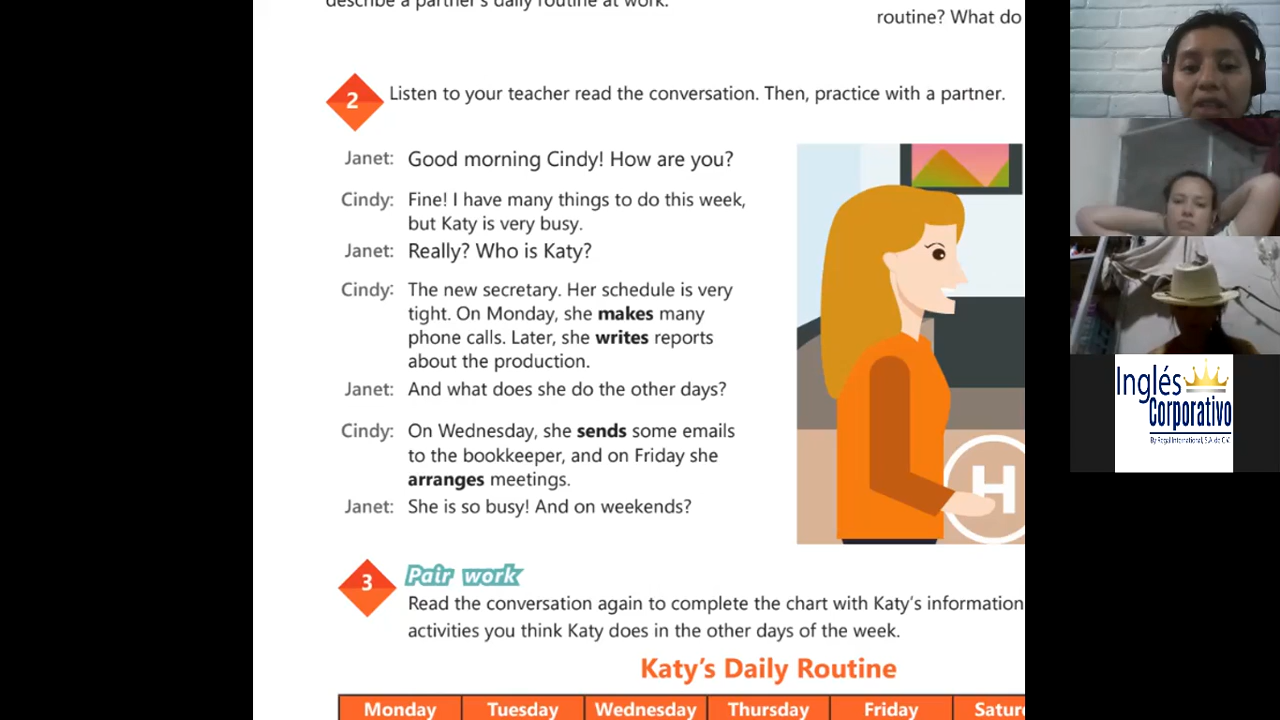 describe a partner's daily routine at work.
routine? What do
2
Listen to your teacher read the conversation. Then, practice with a partner.
Janet: Good morning Cindy! How are you?
Cindy: Fine! I have many things to do this week,
but Katy is very busy.
Janet: Really? Who is Katy?
Cindy: The new secretary. Her schedule is very
tight. On Monday, she makes many
phone calls. Later, she writes reports
about the production.
Janet: And what does she do the other days?
Cindy: On Wednesday, she sends some emails
to the bookkeeper, and on Friday she
arranges meetings.
Janet: She is so busy! And on weekends?
H
3
Pair work
Read the conversation again to complete the chart with Katy's information
activities you think Katy does in the other days of the week.
Katy's Daily Routine
Monday Tuesday Wednesday Thursday Friday Satur
Inglés
Corporativo
By Regal International, S.A. de C.V.